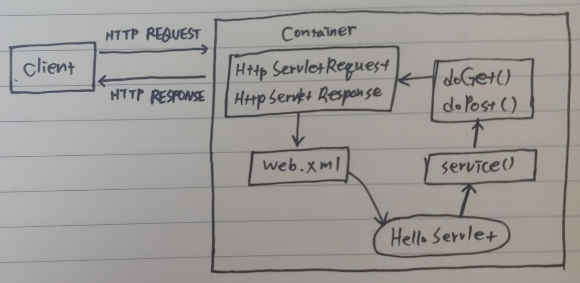 HTTP REQUEST
Container
Client
HTTP RESPONSE
HttpServletRequest
HttpServlet Response
doGet()
doPost()
web.xml
service()
Hello Servlet